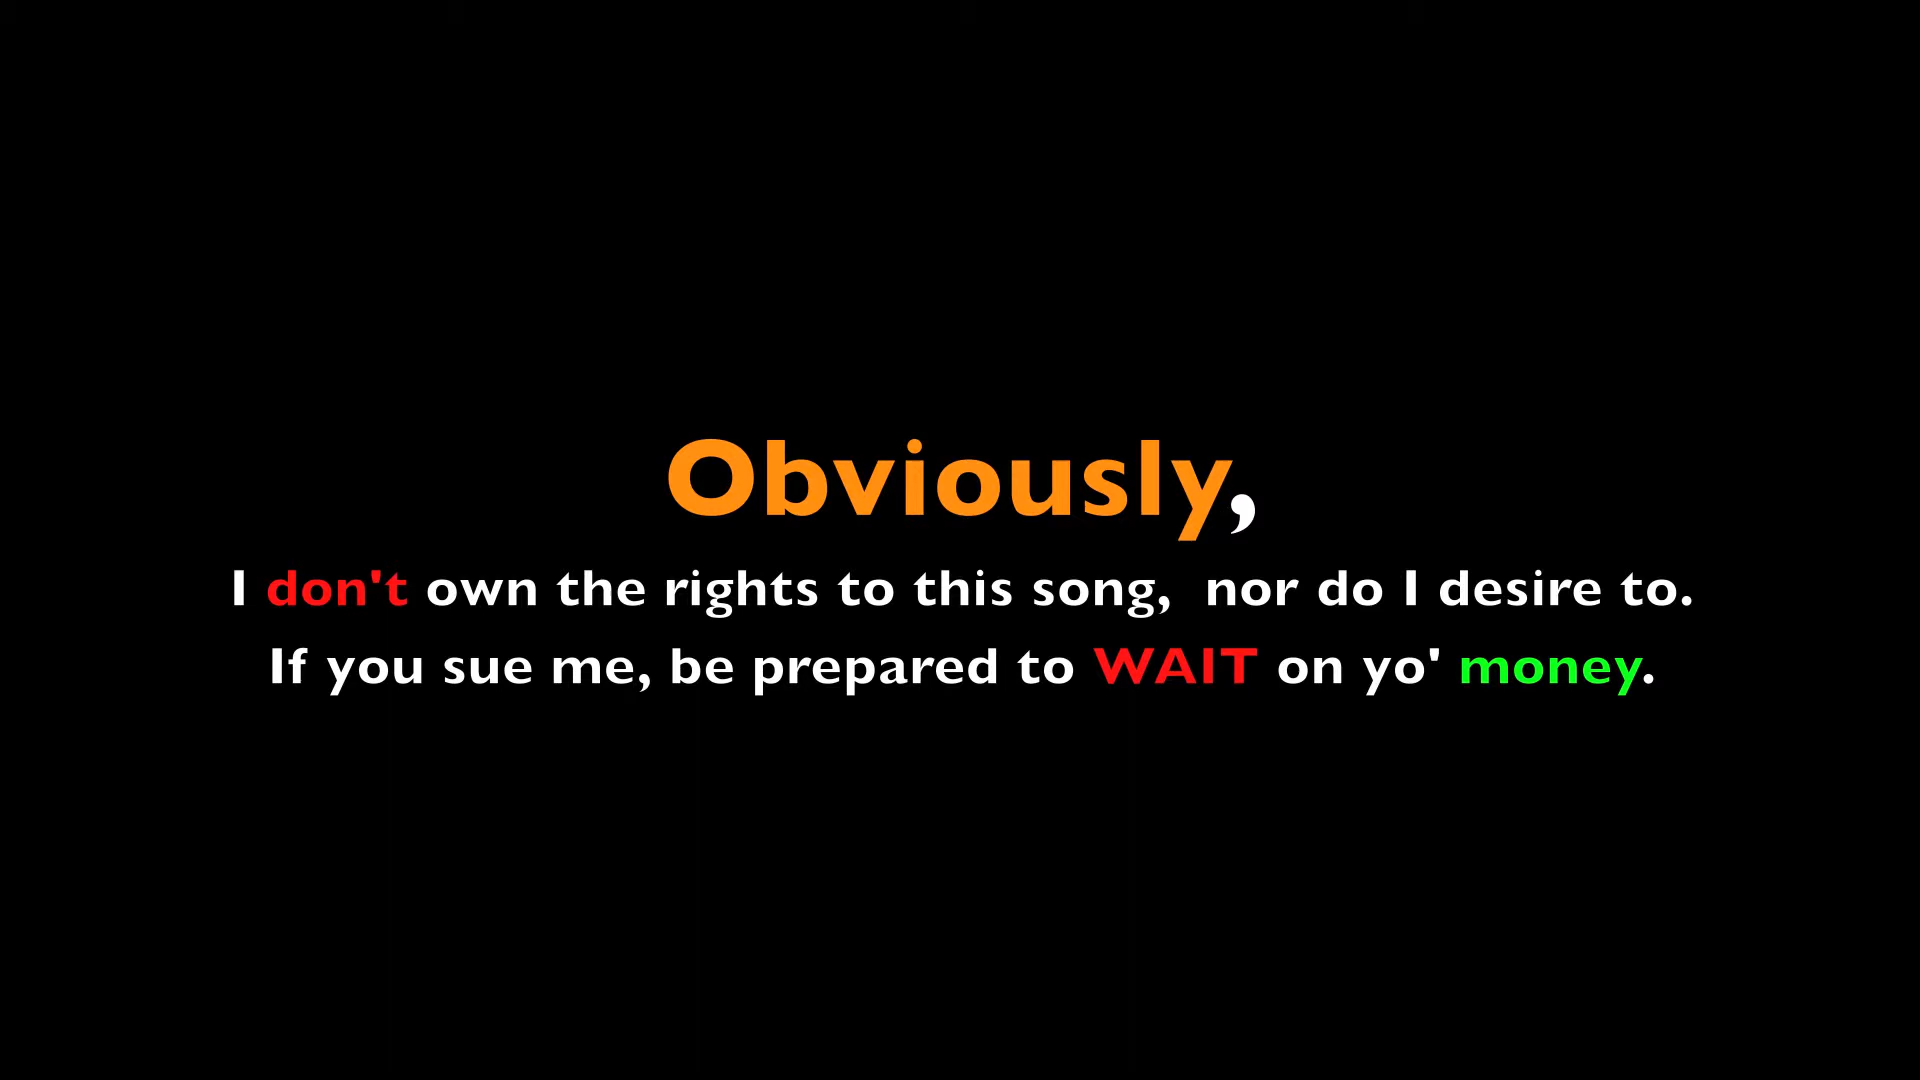 Obviously,
I don't own the rights to this song,  nor do I desire to.
If you sue me, be prepared to WAIT on yo' money.